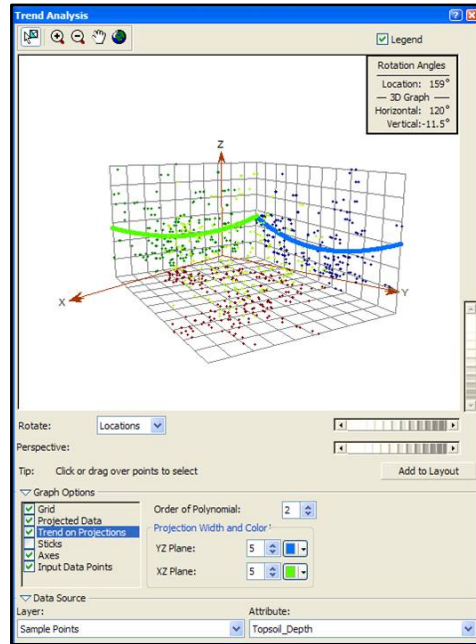 Trend Analysis
Legend
Rotation Angles
Location: 159°
3D Graph
Horizontal: 120°
Vertical:-11.5°
Z
X
Y
Rotate: Locations
Perspective:
Tip: Click or drag over points to select Add to Layout
Graph Options
Grid
Projected Data
Trend on Projections
Sticks
Axes
Input Data Points
Order of Polynomial: 2
Projection Width and Color
YZ Plane: 5
XZ Plane: 5
Data Source
Layer: Attribute:
Sample Points Topsoil_Depth